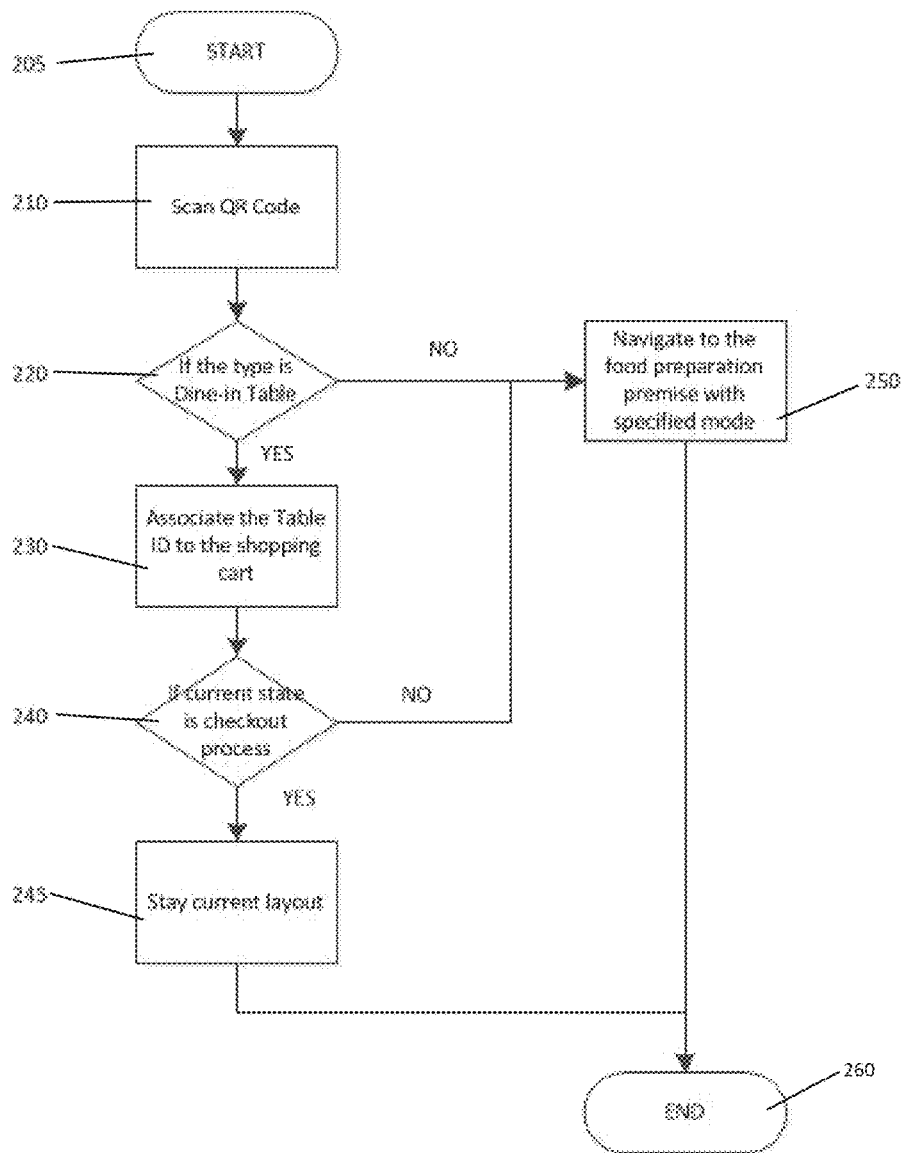 START
205
Scan QR Code
210
If the type is
Dine-in Table
220
NO
YES
Navigate to the
food preparation
premise with
specified mode
250
Associate the Table
ID to the shopping
cart
230
If current state
is checkout
process
240
NO
YES
Stay current layout
245
END
260